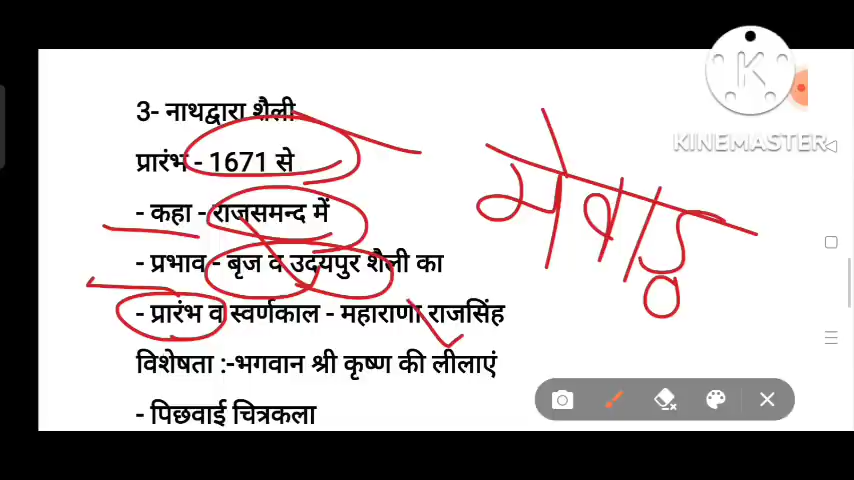 3- नाथद्वारा शैली
प्रारंभ - 1671 से
- कहा - राजसमन्द में
- प्रभाव - बृज व उदयपुर शैली का
- प्रारंभ व स्वर्णकाल - महाराणा राजसिंह
विशेषता :-भगवान श्री कृष्ण की लीलाएं
- पिछवाई चित्रकला
मेवाड़
K
KINEMASTER